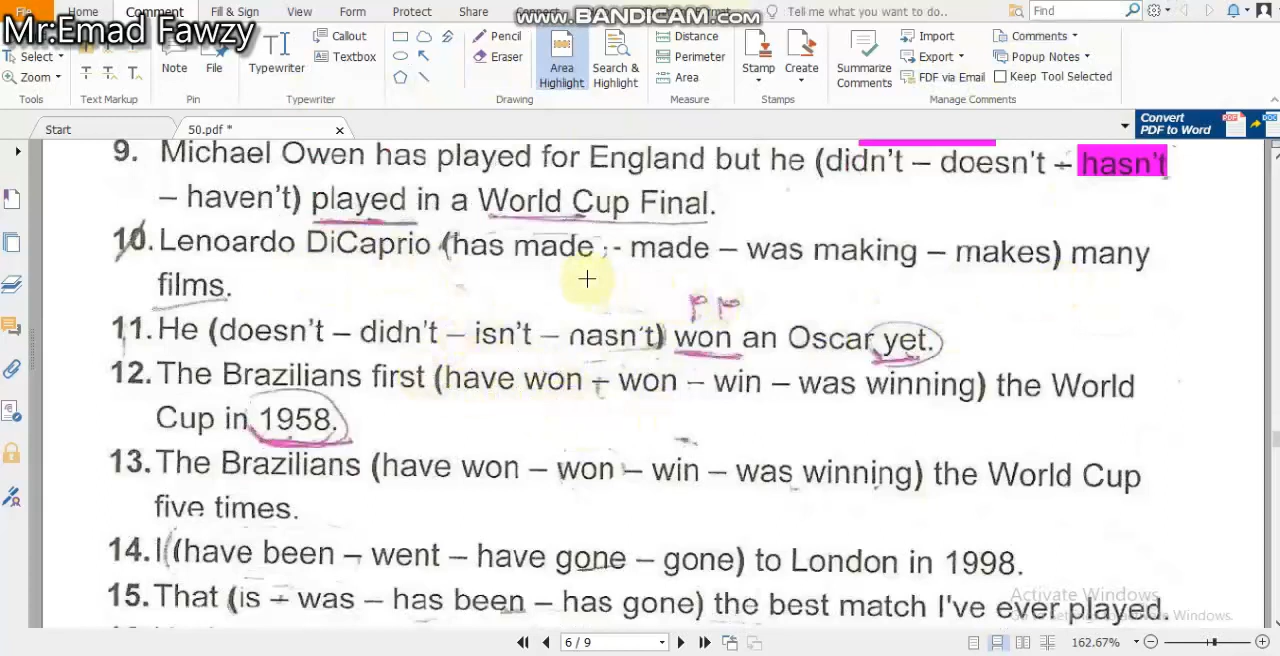 File Home Comment Fill & Sign View Form Protect Share www.BANDICAM.com Tell me what you want to do.. Find
Mr:Emad Fawzy
Select
Zoom
Note
File
Typewriter
Callout
Textbox
Pencil
Eraser
Area Highlight
Search & Highlight
Distance
Perimeter
Area
Stamp
Create
Summarize Comments
Import
Export
FDF via Email
Comments
Popup Notes
Keep Tool Selected
Tools Text Markup Pin Typewriter Drawing Measure Stamps Manage Comments
Start 50.pdf *
Convert PDF to Word
9. Michael Owen has played for England but he (didn't – doesn't – hasn't
– haven't) played in a World Cup Final.
10. Lenoardo DiCaprio (has made - made – was making – makes) many
films.
PP
11. He (doesn't – didn't – isn't – hasn't) won an Oscar yet.
12. The Brazilians first (have won – won – win – was winning) the World
Cup in 1958.
13. The Brazilians (have won – won – win – was winning) the World Cup
five times.
14. I (have been – went – have gone – gone) to London in 1998.
15. That (is – was – has been – has gone) the best match I've ever played.
Activate Windows
Go to Settings to activate Windows.
6 / 9
162.67%